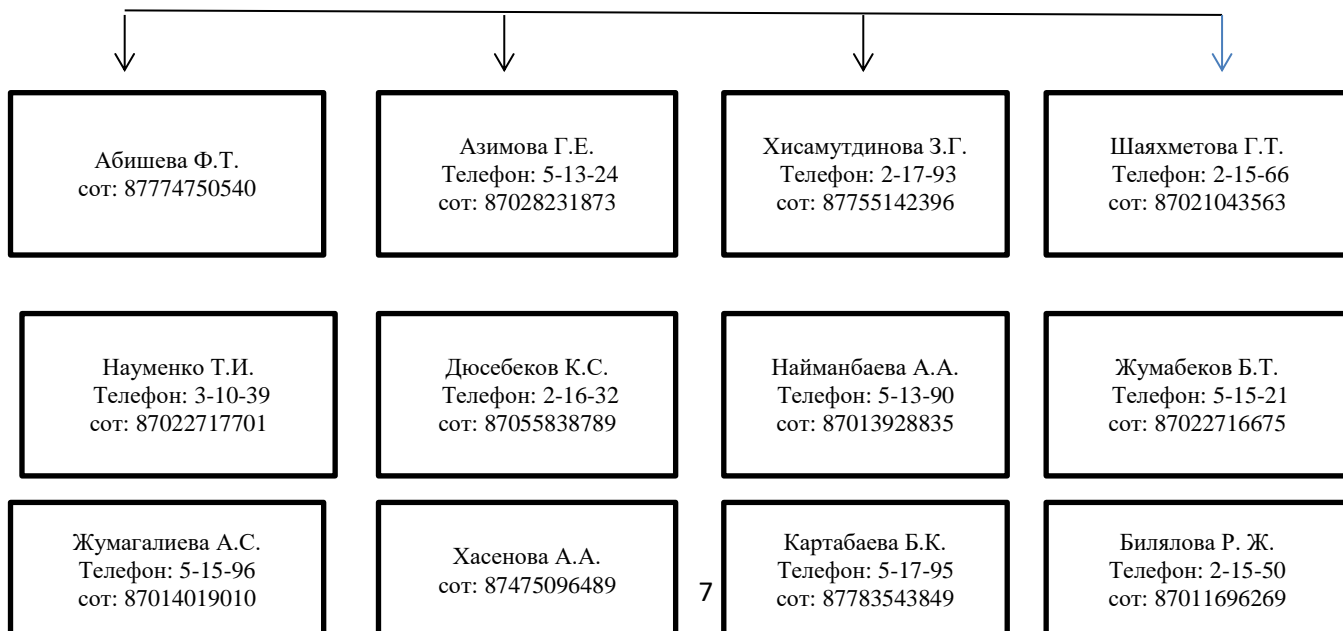 Абишева Ф.Т.
сот: 87774750540
Азимова Г.Е.
Телефон: 5-13-24
сот: 87028231873
Хисамутдинова З.Г.
Телефон: 2-17-93
сот: 87755142396
Шаяхметова Г.Т.
Телефон: 2-15-66
сот: 87021043563
Науменко Т.И.
Телефон: 3-10-39
сот: 87022717701
Дюсебеков К.С.
Телефон: 2-16-32
сот: 87055838789
Найманбаева А.А.
Телефон: 5-13-90
сот: 87013928835
Жумабеков Б.Т.
Телефон: 5-15-21
сот: 87022716675
Жумагалиева А.С.
Телефон: 5-15-96
сот: 87014019010
Хасенова А.А.
сот: 87475096489
Картабаева Б.К.
Телефон: 5-17-95
сот: 87783543849
Билялова Р. Ж.
Телефон: 2-15-50
сот: 87011696269
7